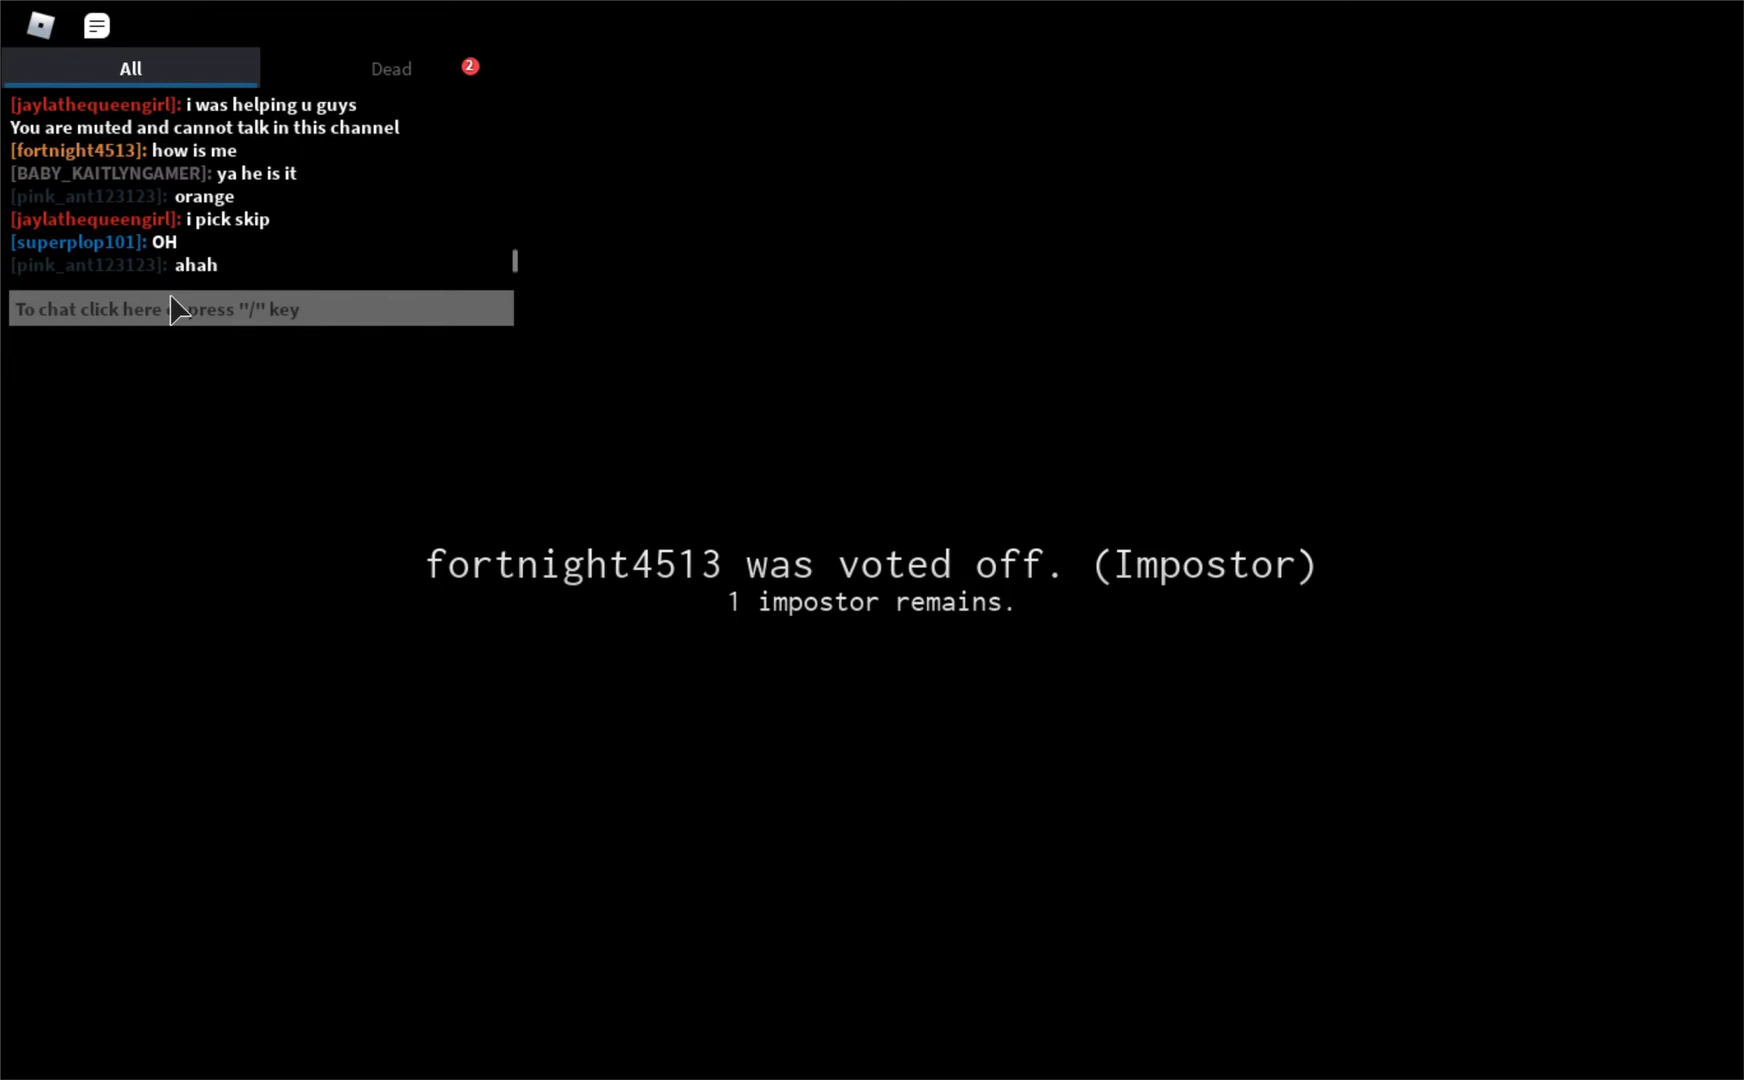 All
Dead
2
[jaylathequeengirl]: i was helping u guys
You are muted and cannot talk in this channel
[fortnight4513]: how is me
[BABY_KAITLYNGAMER]: ya he is it
[pink_ant123123]: orange
[jaylathequeengirl]: i pick skip
[superplop101]: OH
[pink_ant123123]: ahah
To chat click here press "/" key
fortnight4513 was voted off. (Impostor)
1 impostor remains.